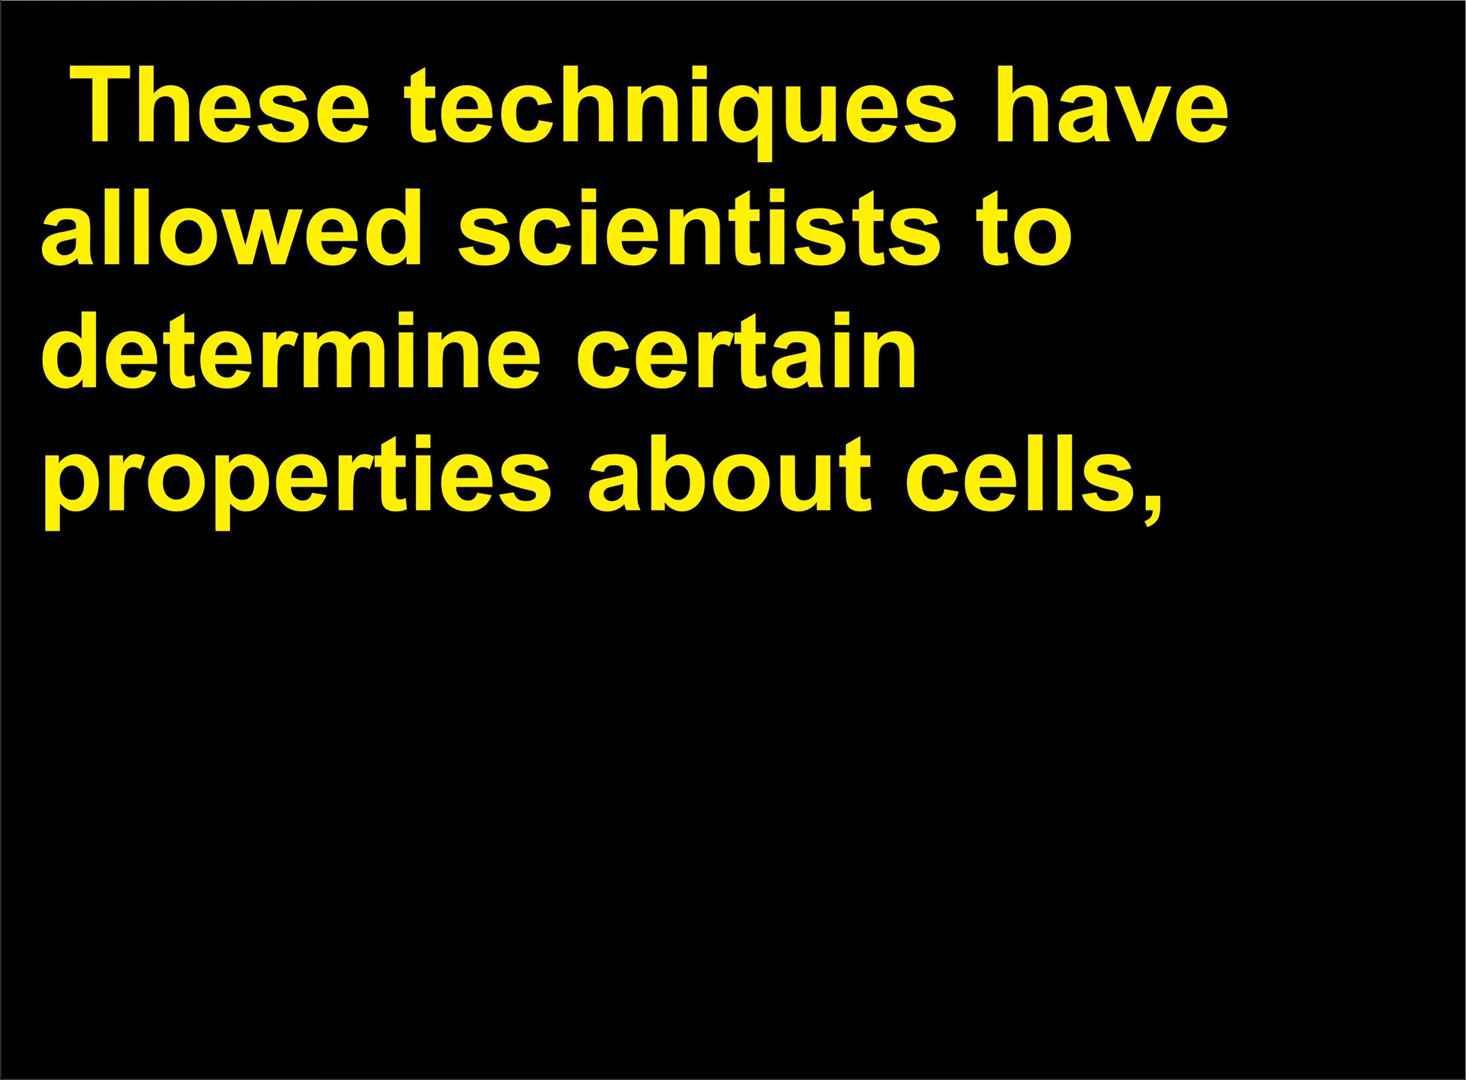 These techniques have
allowed scientists to
determine certain
properties about cells,